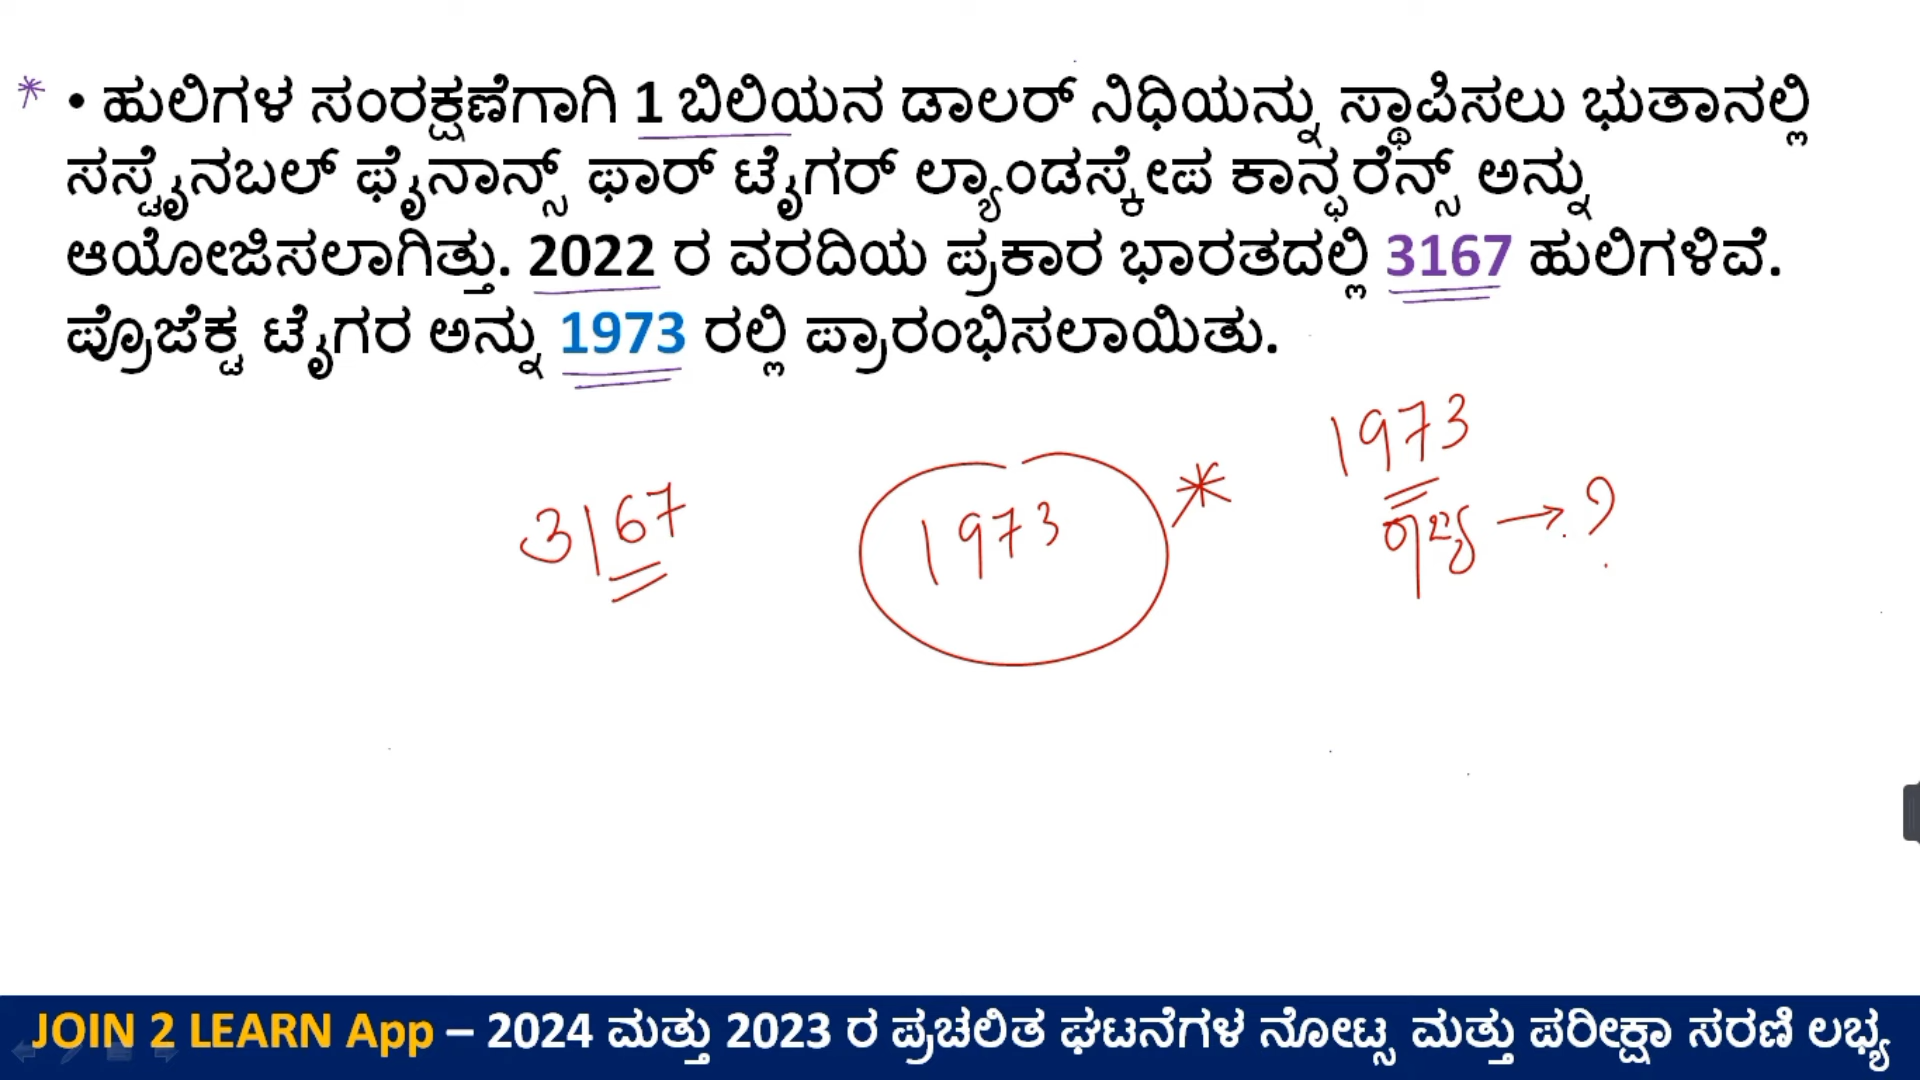 * • ಹುಲಿಗಳ ಸಂರಕ್ಷಣೆಗಾಗಿ 1 ಬಿಲಿಯನ ಡಾಲರ್ ನಿಧಿಯನ್ನು ಸ್ಥಾಪಿಸಲು ಭುತಾನಲ್ಲಿ
ಸಸ್ಟೈನಬಲ್ ಫೈನಾನ್ಸ್ ಫಾರ್ ಟೈಗರ್ ಲ್ಯಾಂಡಸ್ಕೇಪ ಕಾನ್ಫರೆನ್ಸ್ ಅನ್ನು
ಆಯೋಜಿಸಲಾಗಿತ್ತು. 2022 ರ ವರದಿಯ ಪ್ರಕಾರ ಭಾರತದಲ್ಲಿ 3167 ಹುಲಿಗಳಿವೆ.
ಪ್ರೊಜೆಕ್ಟ ಟೈಗರ ಅನ್ನು 1973 ರಲ್ಲಿ ಪ್ರಾರಂಭಿಸಲಾಯಿತು.
1973
3167 1973 *
→ ?
JOIN 2 LEARN App – 2024 ಮತ್ತು 2023 ರ ಪ್ರಚಲಿತ ಘಟನೆಗಳ ನೋಟ್ಸ ಮತ್ತು ಪರೀಕ್ಷಾ ಸರಣಿ ಲಭ್ಯ